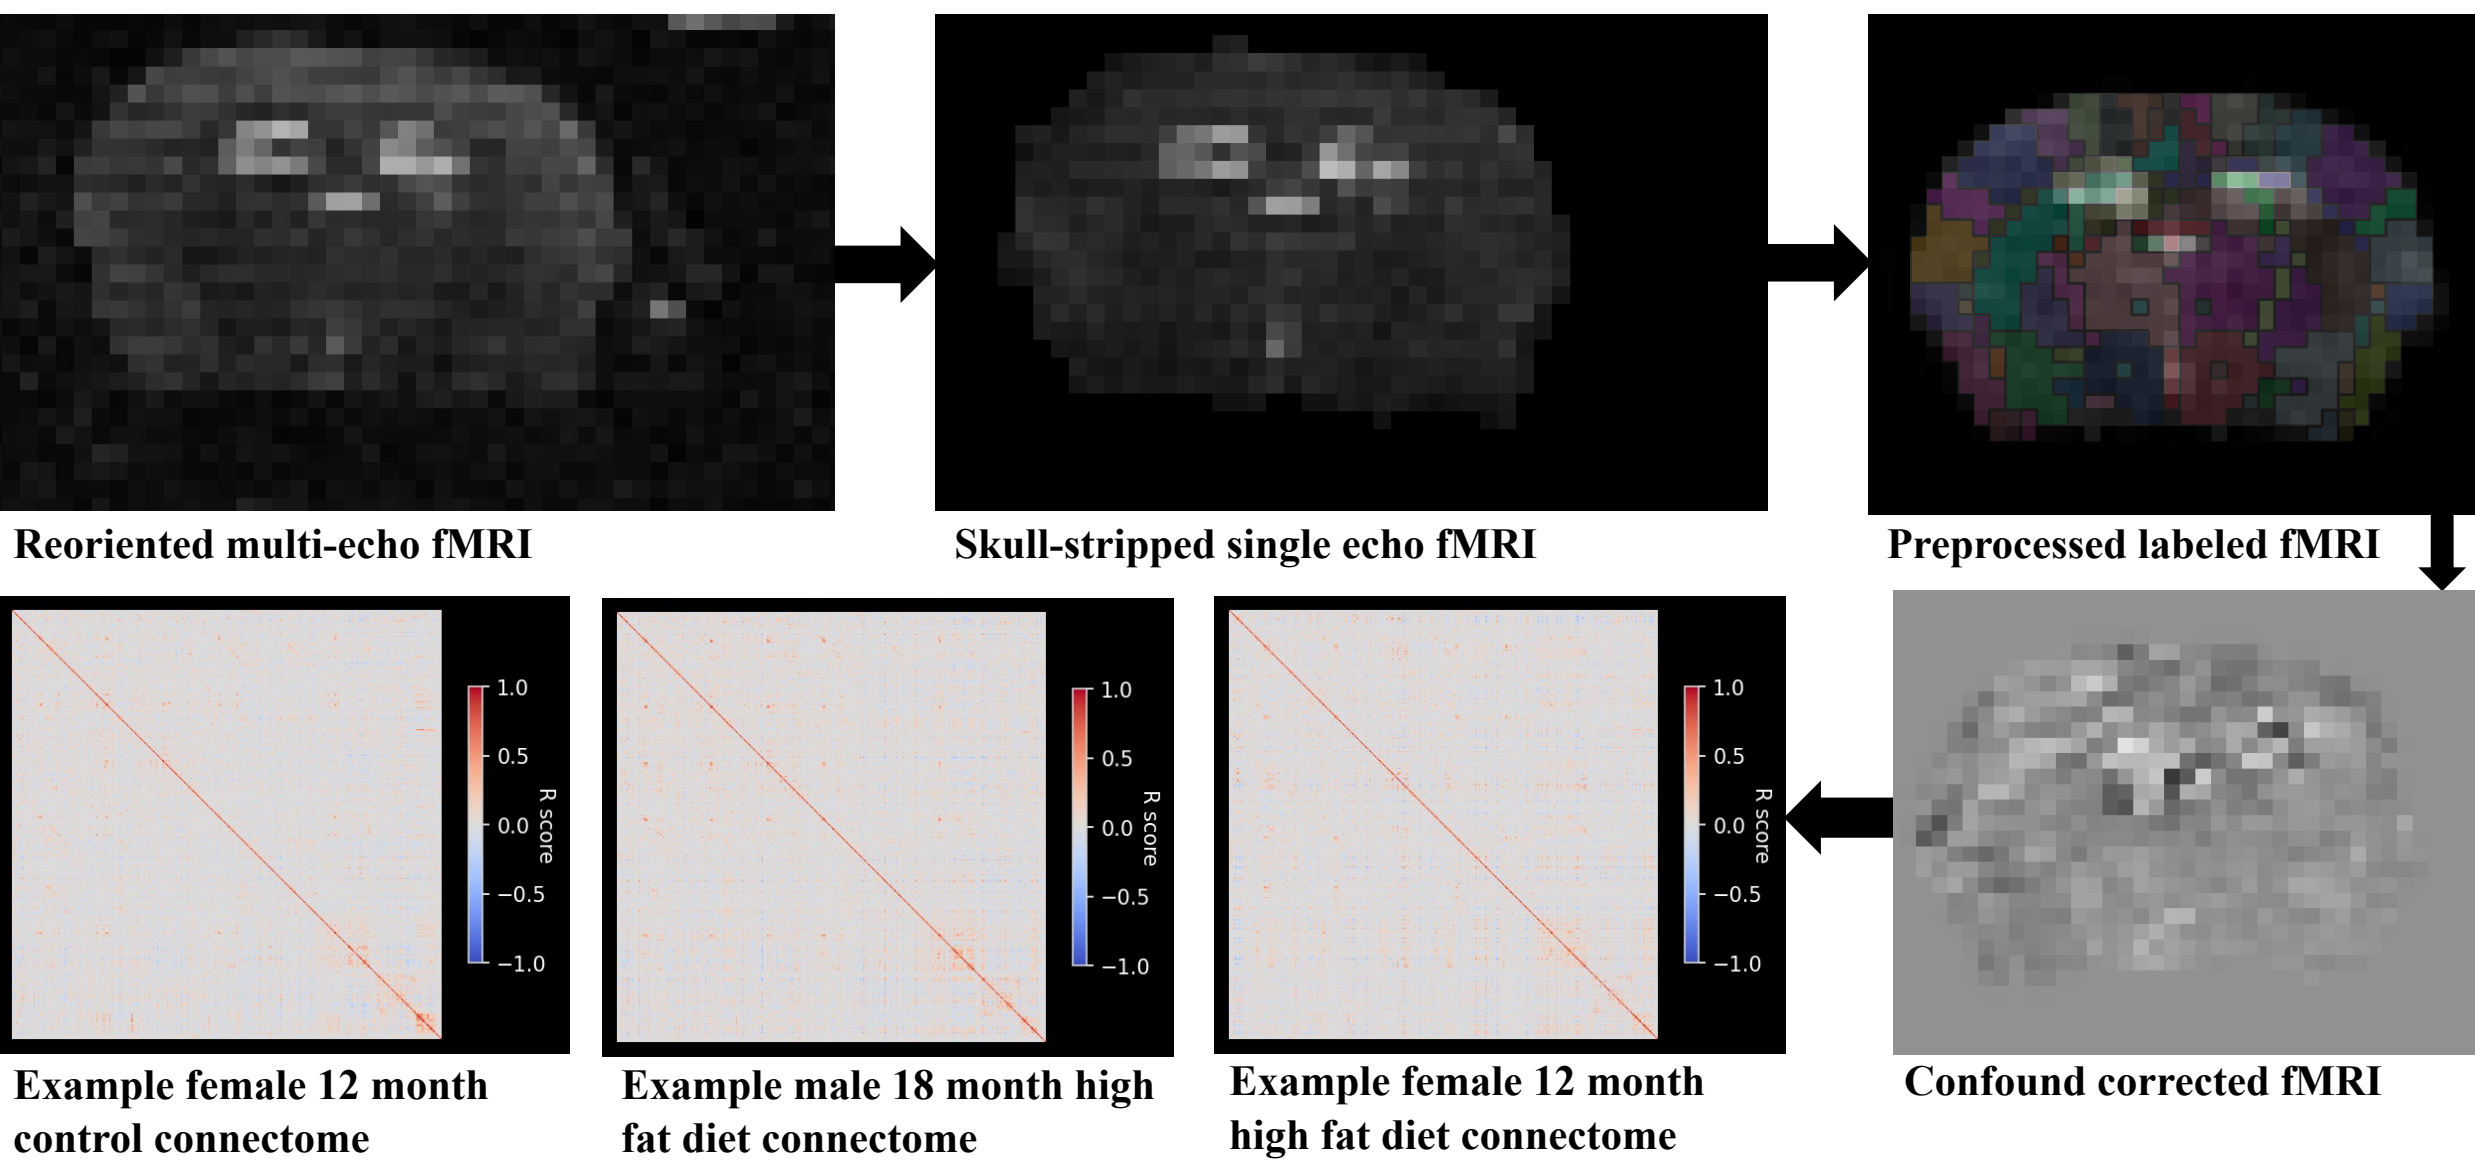 Reoriented multi-echo fMRI
Skull-stripped single echo fMRI
Preprocessed labeled fMRI
1.0
0.5
0.0
−0.5
−1.0
R score
Example female 12 month
control connectome
1.0
0.5
0.0
−0.5
−1.0
R score
Example male 18 month high
fat diet connectome
1.0
0.5
0.0
−0.5
−1.0
R score
Example female 12 month
high fat diet connectome
Confound corrected fMRI